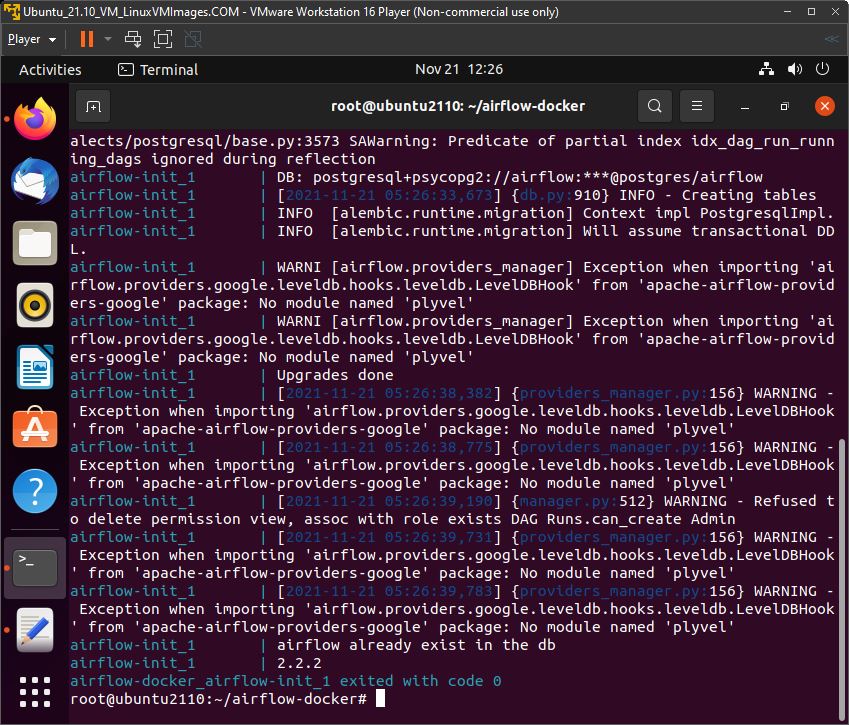 Ubuntu_21.10_VM_LinuxVMImages.COM - VMware Workstation 16 Player (Non-commercial use only)
Player
Activities Terminal Nov 21 12:26
root@ubuntu2110: ~/airflow-docker
alects/postgresql/base.py:3573 SAWarning: Predicate of partial index idx_dag_run_runn
ing_dags ignored during reflection
airflow-init_1 | DB: postgresql+psycopg2://airflow:***@postgres/airflow
airflow-init_1 | [2021-11-21 05:26:33,673] {db.py:910} INFO - Creating tables
airflow-init_1 | INFO [alembic.runtime.migration] Context impl PostgresqlImpl.
airflow-init_1 | INFO [alembic.runtime.migration] Will assume transactional DD
L.
airflow-init_1 | WARNI [airflow.providers_manager] Exception when importing 'ai
rflow.providers.google.leveldb.hooks.leveldb.LevelDBHook' from 'apache-airflow-provid
ers-google' package: No module named 'plyvel'
airflow-init_1 | WARNI [airflow.providers_manager] Exception when importing 'ai
rflow.providers.google.leveldb.hooks.leveldb.LevelDBHook' from 'apache-airflow-provid
ers-google' package: No module named 'plyvel'
airflow-init_1 | Upgrades done
airflow-init_1 | [2021-11-21 05:26:38,382] {providers_manager.py:156} WARNING -
Exception when importing 'airflow.providers.google.leveldb.hooks.leveldb.LevelDBHook
' from 'apache-airflow-providers-google' package: No module named 'plyvel'
airflow-init_1 | [2021-11-21 05:26:38,775] {providers_manager.py:156} WARNING -
Exception when importing 'airflow.providers.google.leveldb.hooks.leveldb.LevelDBHook
' from 'apache-airflow-providers-google' package: No module named 'plyvel'
airflow-init_1 | [2021-11-21 05:26:39,190] {manager.py:512} WARNING - Refused t
o delete permission view, assoc with role exists DAG Runs.can_create Admin
airflow-init_1 | [2021-11-21 05:26:39,731] {providers_manager.py:156} WARNING -
Exception when importing 'airflow.providers.google.leveldb.hooks.leveldb.LevelDBHook
' from 'apache-airflow-providers-google' package: No module named 'plyvel'
airflow-init_1 | [2021-11-21 05:26:39,783] {providers_manager.py:156} WARNING -
Exception when importing 'airflow.providers.google.leveldb.hooks.leveldb.LevelDBHook
' from 'apache-airflow-providers-google' package: No module named 'plyvel'
airflow-init_1 | airflow already exist in the db
airflow-init_1 | 2.2.2
airflow-docker_airflow-init_1 exited with code 0
root@ubuntu2110:~/airflow-docker#